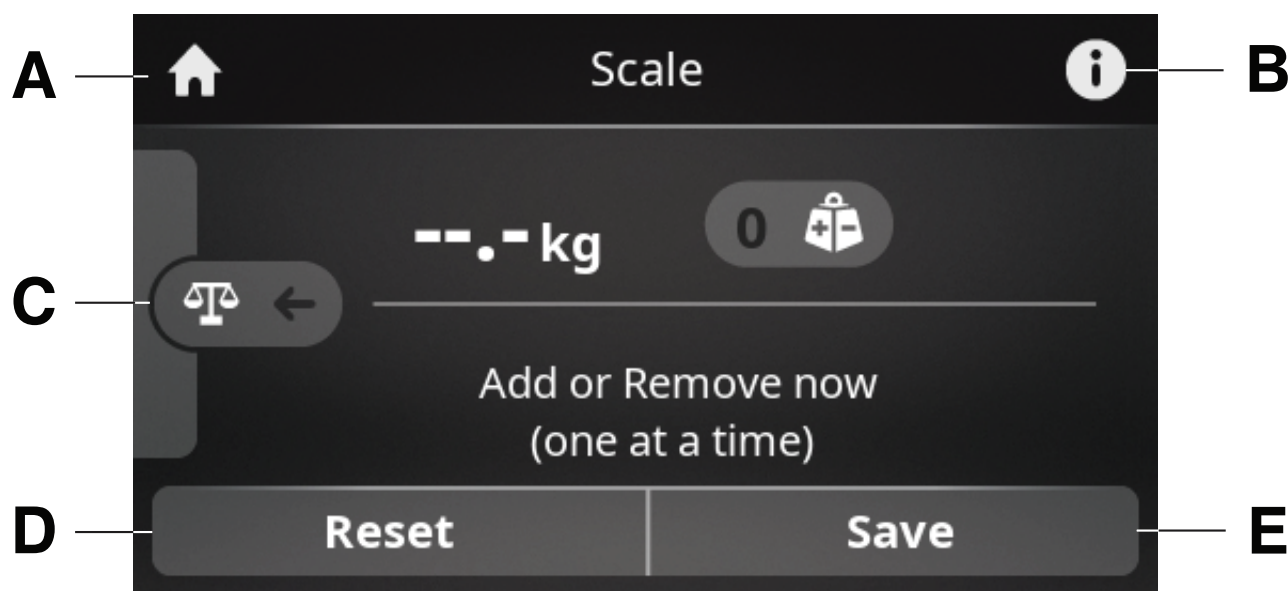 A
Scale
B
--.- kg
0
C
Add or Remove now
(one at a time)
D
Reset
Save
E